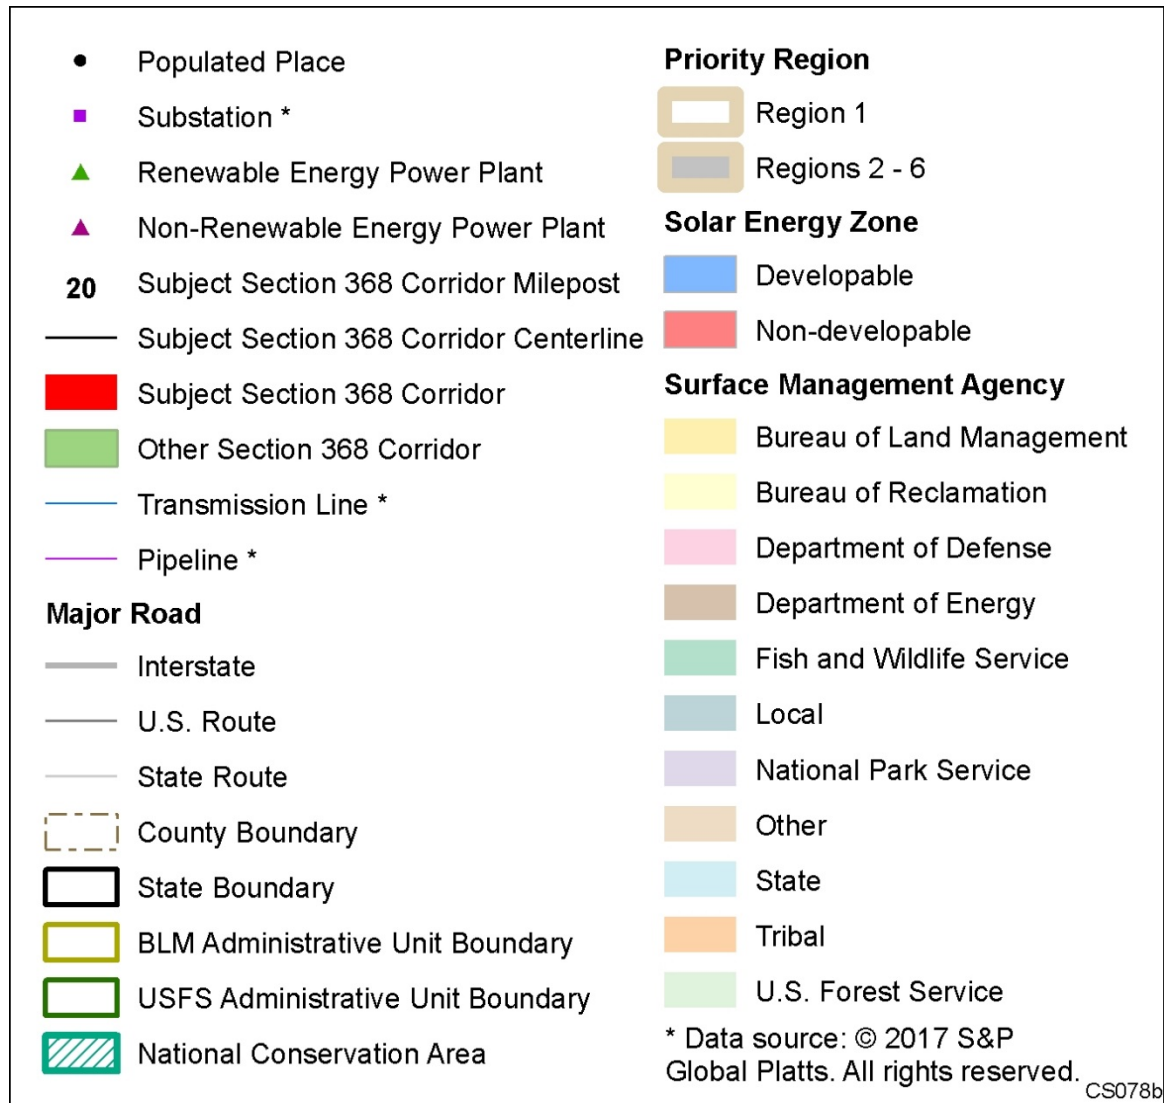 Populated Place
Substation *
Renewable Energy Power Plant
Non-Renewable Energy Power Plant
20 Subject Section 368 Corridor Milepost
Subject Section 368 Corridor Centerline
Subject Section 368 Corridor
Other Section 368 Corridor
Transmission Line *
Pipeline *
Major Road
Interstate
U.S. Route
State Route
County Boundary
State Boundary
BLM Administrative Unit Boundary
USFS Administrative Unit Boundary
National Conservation Area
Priority Region
Region 1
Regions 2 - 6
Solar Energy Zone
Developable
Non-developable
Surface Management Agency
Bureau of Land Management
Bureau of Reclamation
Department of Defense
Department of Energy
Fish and Wildlife Service
Local
National Park Service
Other
State
Tribal
U.S. Forest Service
* Data source: © 2017 S&P
Global Platts. All rights reserved.
CS078b